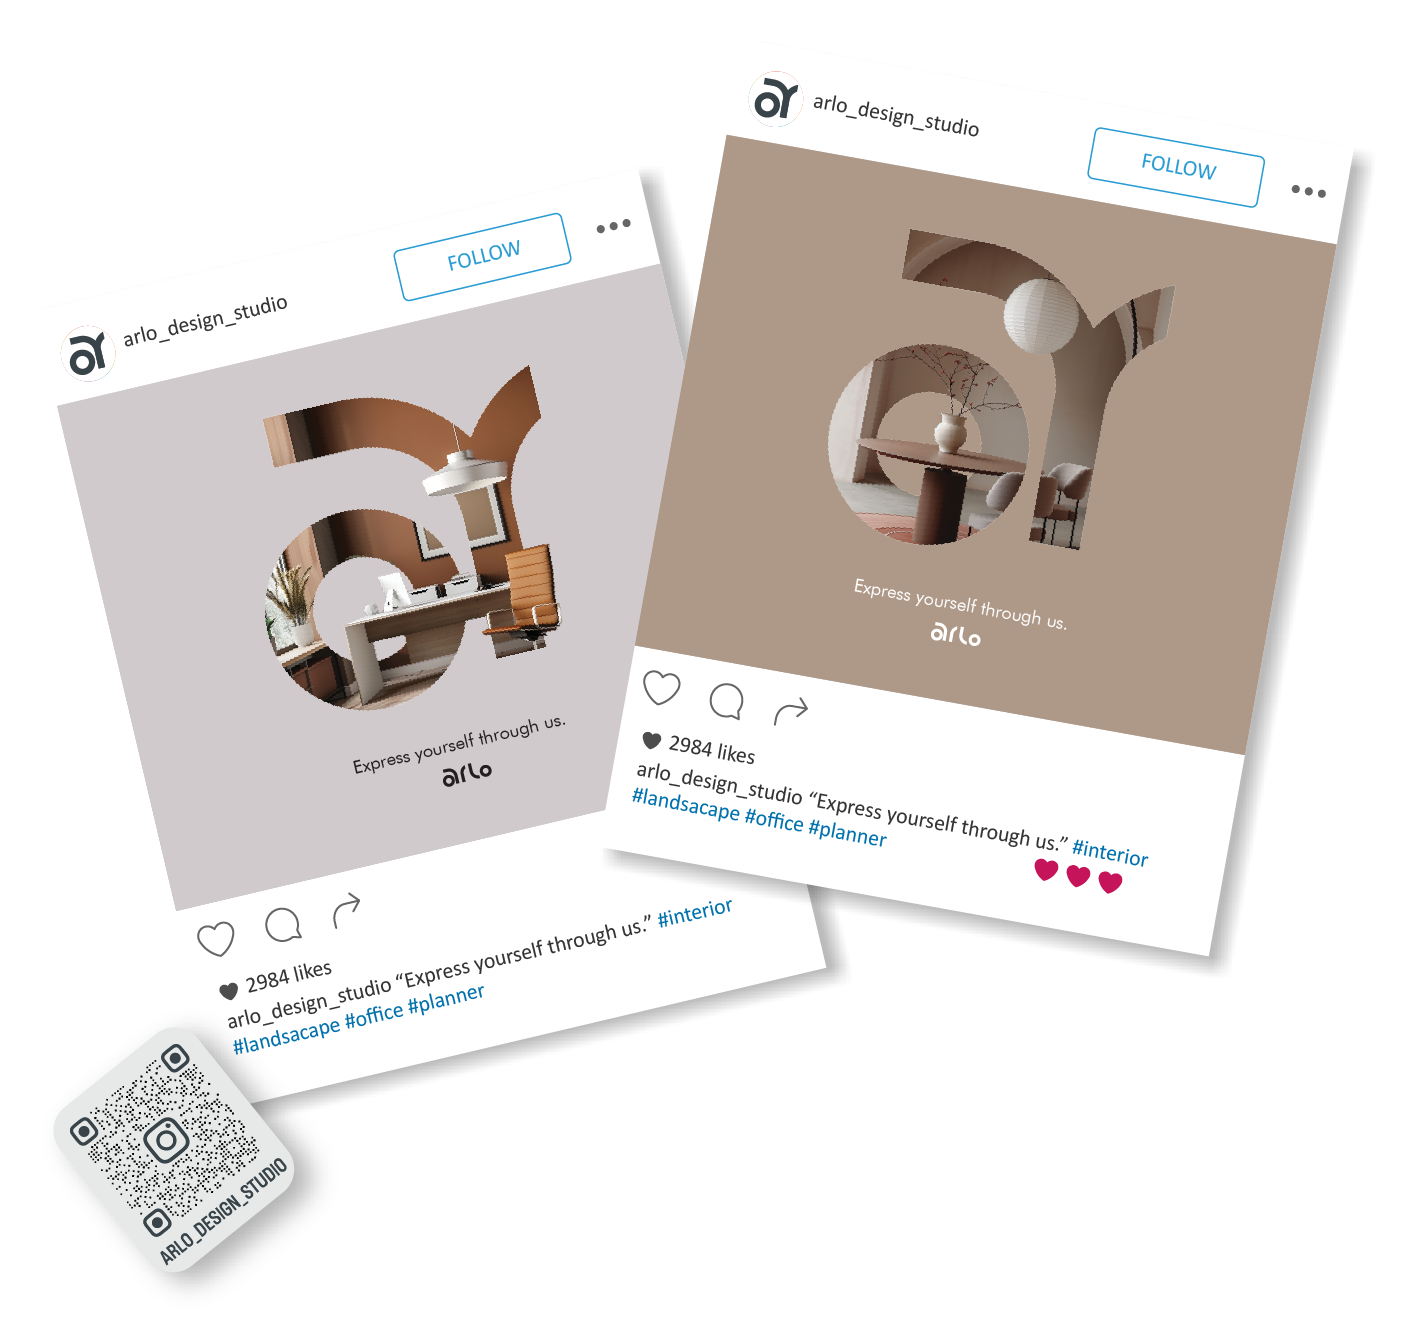 arlo_design_studio
FOLLOW
Express yourself through us.
arlo
2984 likes
arlo_design_studio “Express yourself through us.” #interior
#landsacape #office #planner
ARLO_DESIGN_STUDIO
ar
arlo_design_studio
FOLLOW
Express yourself through us.
arlo
2984 likes
arlo_design_studio “Express yourself through us.” #interior
#landsacape #office #planner